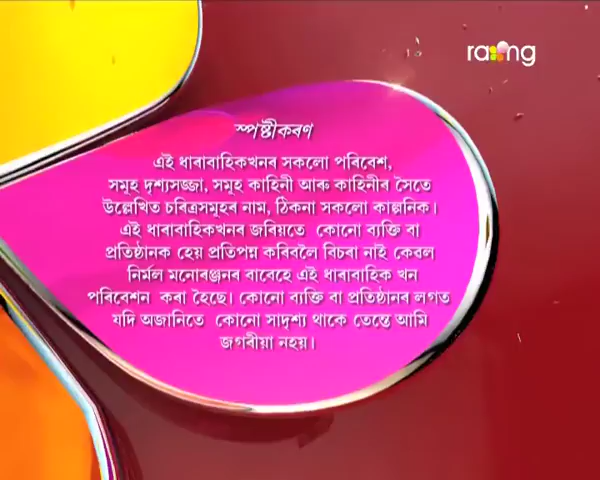 rang
স্পষ্টীকৰণ
এই ধাৰাবাহিকখনৰ সকলো পৰিবেশ,
সমূহ দৃশ্যসজ্জা, সমূহ কাহিনী আৰু কাহিনীৰ সৈতে
উল্লেখিত চৰিত্ৰসমূহৰ নাম, ঠিকনা সকলো কাল্পনিক।
এই ধাৰাবাহিকখনৰ জৰিয়তে কোনো ব্যক্তি বা
প্ৰতিষ্ঠানক হেয় প্ৰতিপন্ন কৰিবলৈ বিচৰা নাই কেৱল
নিৰ্মল মনোৰঞ্জনৰ বাবেহে এই ধাৰাবাহিক খন
পৰিবেশন কৰা হৈছে। কোনো ব্যক্তি বা প্ৰতিষ্ঠানৰ লগত
যদি অজানিতে কোনো সাদৃশ্য থাকে তেন্তে আমি
জগৰীয়া নহয়।